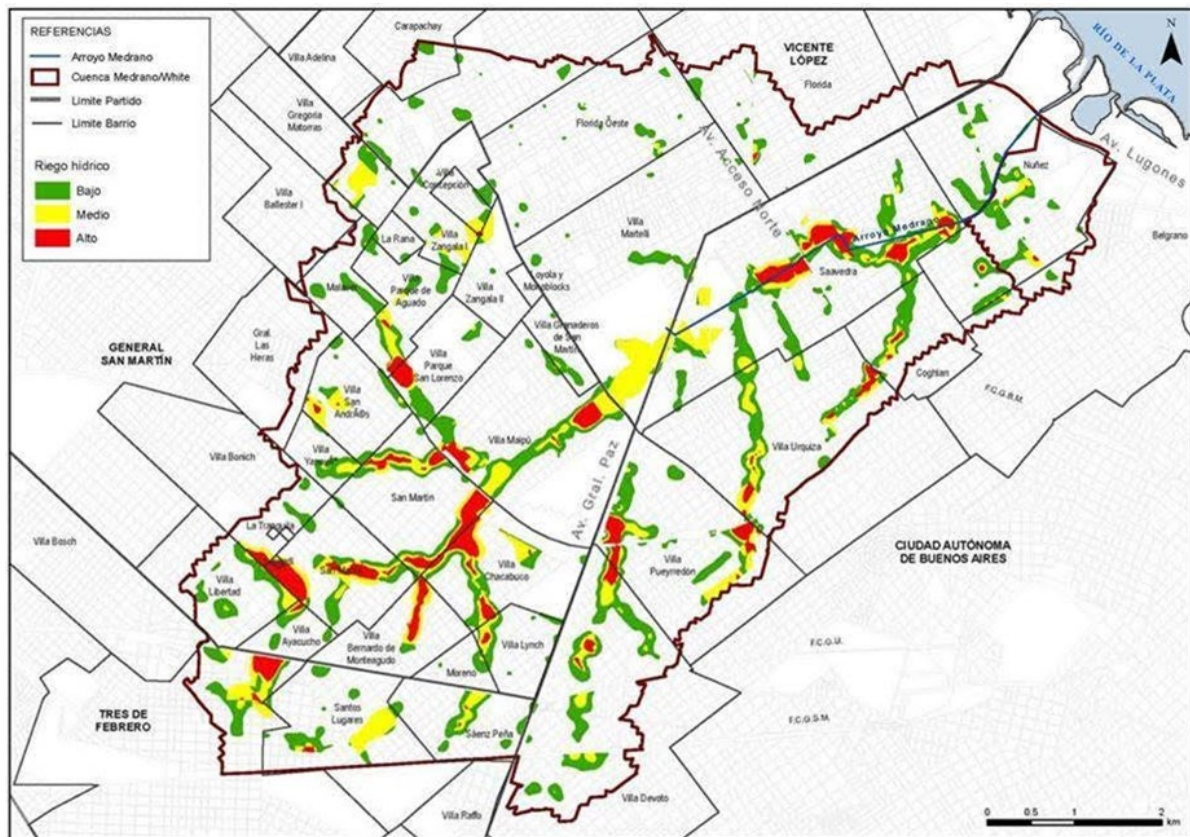 REFERENCIAS
Arroyo Medrano
Cuenca Medrano/White
Limite Partido
Limite Barrio
Riego hídrico
Bajo
Medio
Alto
Carapachay
Villa Adelina
VICENTE
LÓPEZ
Florida
RÍO DE LA PLATA
N
Villa
Gregoria
Matorras
Florida Oeste
Av. Acceso Norte
Av. Lugones
Nuñez
Villa
Ballester I
Villa
Concepción
La Rana
Villa
Zangala I
Villa
Martelli
Arroyo Medrano
Belgrano
Saavedra
Malaver
Villa
Parque de
Aguado
Villa
Zangala II
Loyola y
Monoblocks
Gral.
Las
Heras
Villa Granaderos
de San
Martín
GENERAL
SAN MARTÍN
Villa
Parque
San Lorenzo
Coghlan
F.C.G.B.M.
Villa
San
Villa Maipú
Villa Urquiza
Villa Bonich
Villa
Av. Gral. Paz
San Martín
La Tranquila
Villa Bosch
CIUDAD AUTÓNOMA
DE BUENOS AIRES
Villa
Libertad
Villa
Chacabuco
Villa
Pueyrredón
Villa
Ayacucho
Villa
Bernardo de
Monteagudo
Villa Lynch
Moreno
F.C.G.U.
TRES DE
FEBRERO
Santos
Lugares
Sáenz Peña
F.C.G.S.M.
Villa Raffo
Villa Devoto
0 0.5 1 2
km